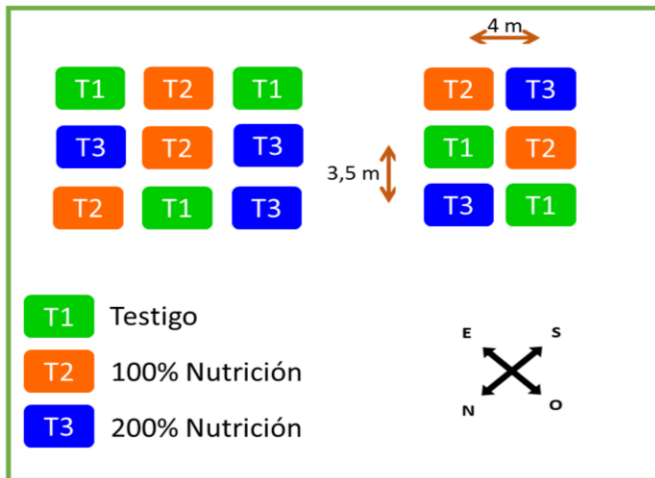 4 m
T1 T2 T1 T2 T3
T3 T2 T3 3,5 m T1 T2
T2 T1 T3 T3 T1
T1 Testigo
T2 100% Nutrición
T3 200% Nutrición
E S
N O